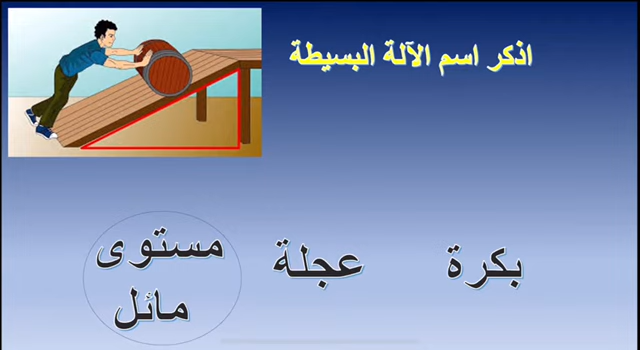 اذكر اسم الآلة البسيطة
بكرة
عجلة
مستوى
مائل